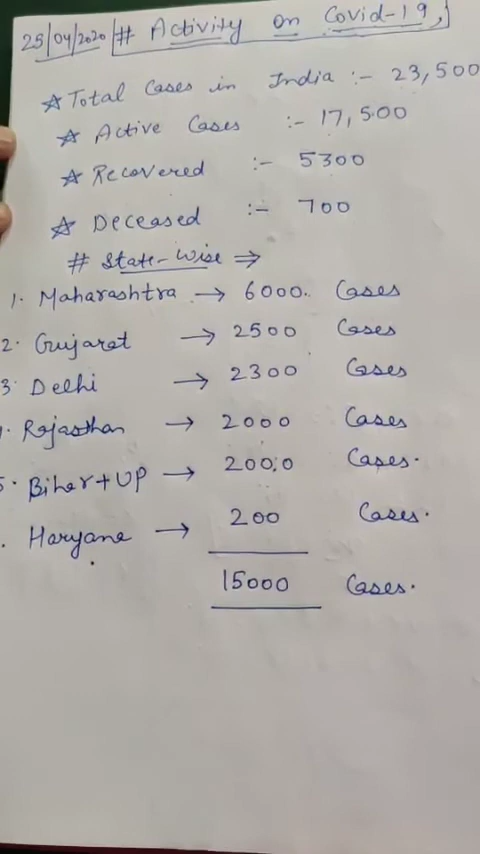 25/04/2020 # Activity on Covid-19,
☆ Total Cases in India :- 23,500
☆ Active Cases :- 17,500
☆ Recovered :- 5300
☆ Deceased :- 700
# State-Wise ⇒
1. Maharashtra → 6000. Cases
2. Gujarat → 2500 Cases
3. Delhi → 2300 Cases
. Rajasthan → 2000 Cases
. Bihar+UP → 2000 Cases.
. Haryana → 200 Cases.
15000 Cases.